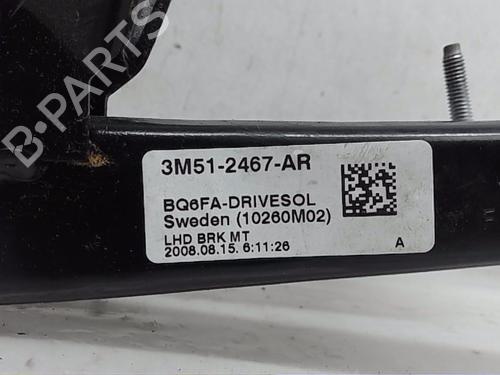 B-PARTS
3M51-2467-AR
BQ6FA-DRIVESOL
Sweden (10260M02)
LHD BRK MT
2008.08.15. 6:11:26
A